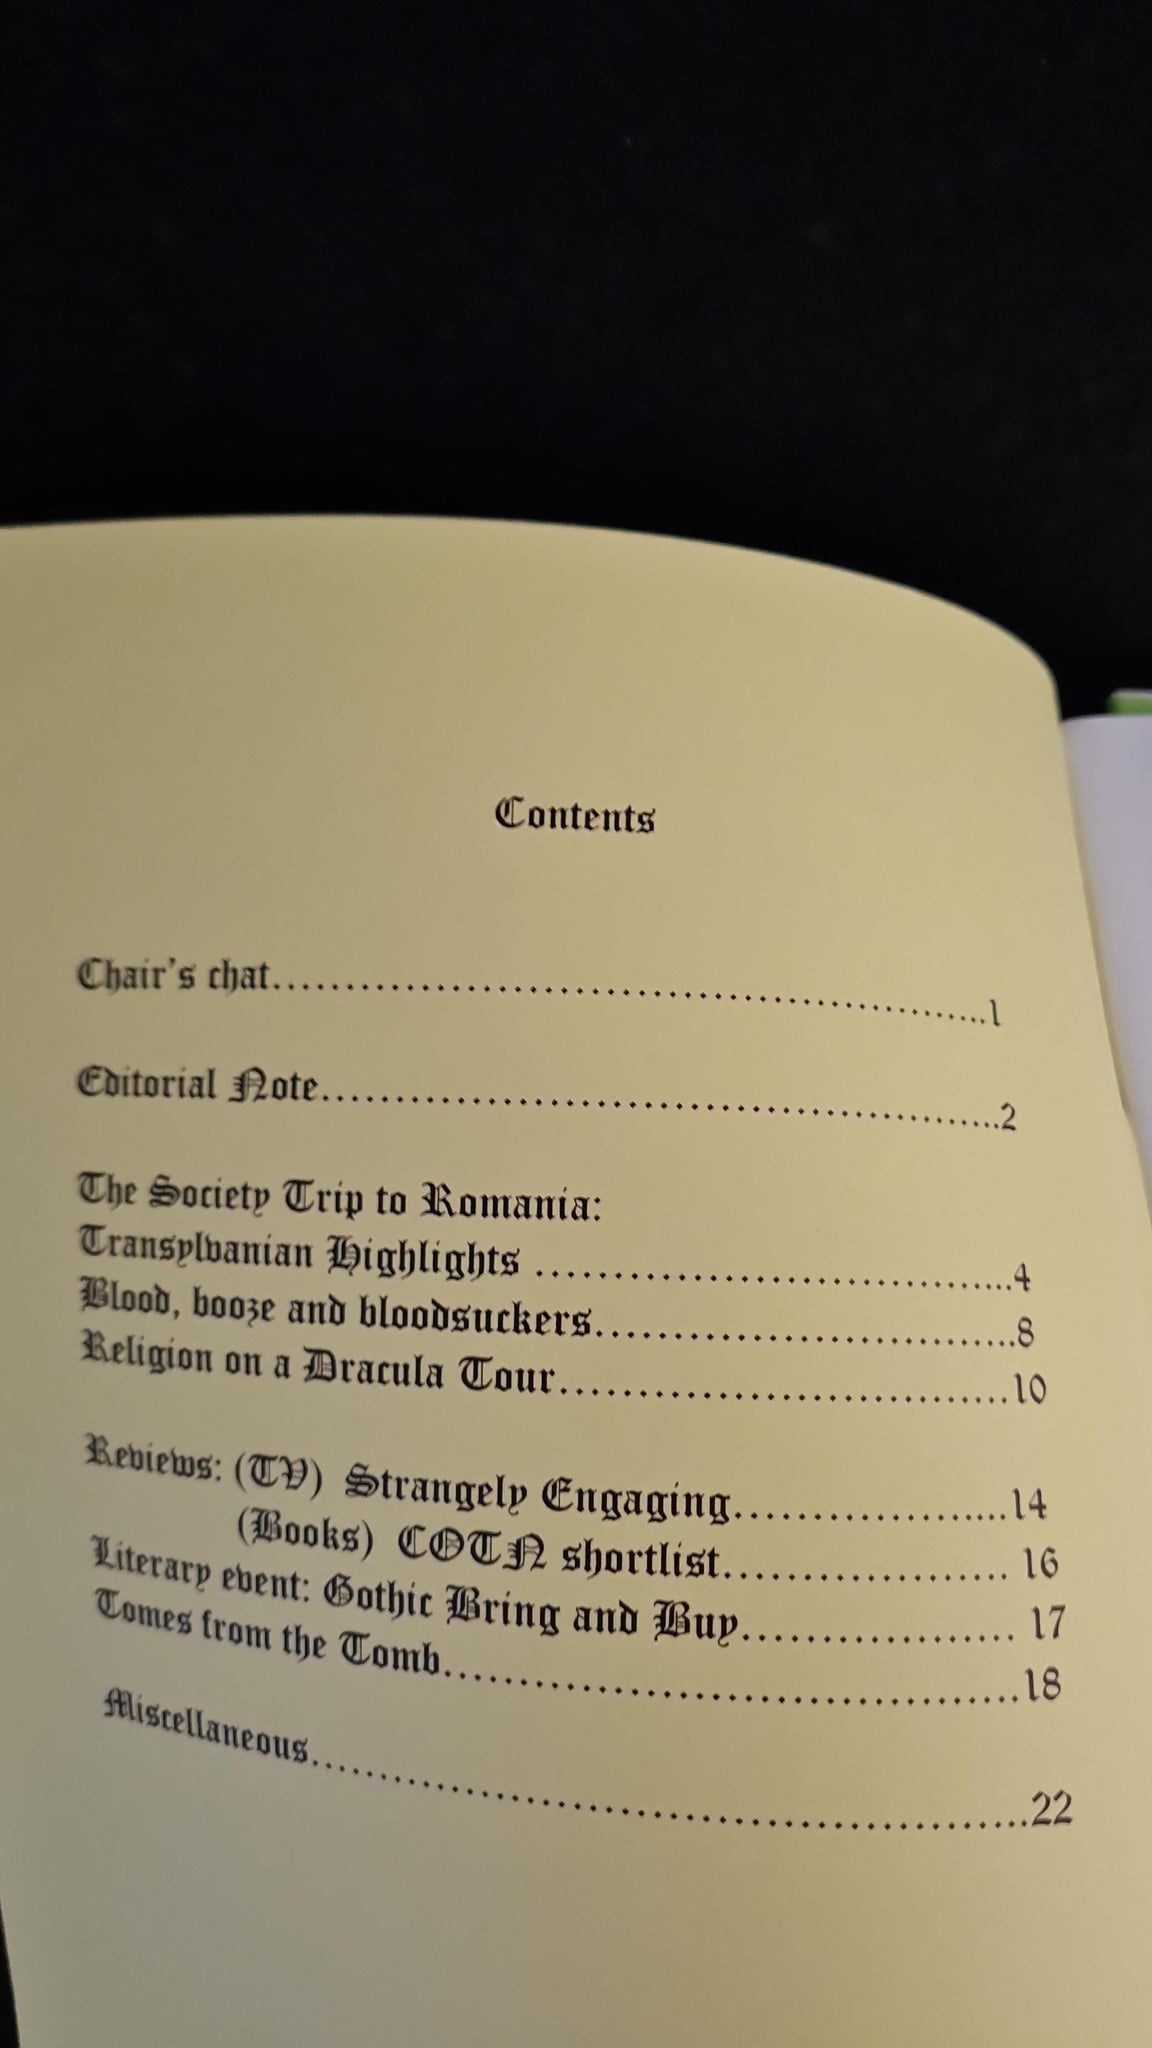 Contents
Chair's chat..................................................1
Editorial Note................................................2
The Society Trip to Romania:
Transylvanian Highlights ..................................4
Blood, booze and bloodsuckers..............................8
Religion on a Dracula Tour.................................10
Reviews: (TV) Strangely Engaging.....................14
(Books) COTN shortlist..................... 16
Literary event: Gothic Bring and Buy................... 17
Tomes from the Tomb........................................18
Miscellaneous..................................................22